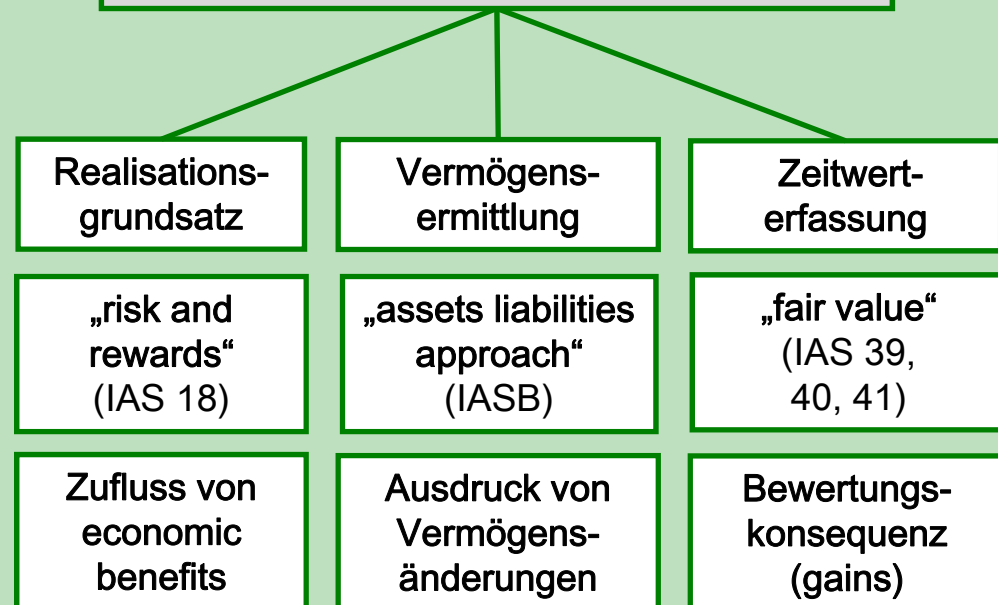 Realisations-
grundsatz
Vermögens-
ermittlung
Zeitwert-
erfassung
„risk and
rewards“
(IAS 18)
„assets liabilities
approach“
(IASB)
„fair value“
(IAS 39,
40, 41)
Zufluss von
economic
benefits
Ausdruck von
Vermögens-
änderungen
Bewertungs-
konsequenz
(gains)